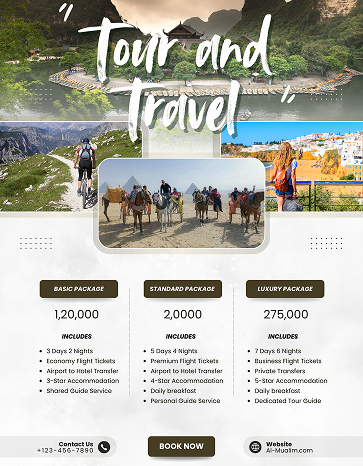 "Tour and
Travel"
BASIC PACKAGE
1,20,000
INCLUDES
3 Days 2 Nights
Economy Flight Tickets
Airport to Hotel Transfer
3-Star Accommodation
Shared Guide Service
STANDARD PACKAGE
2,0000
INCLUDES
5 Days 4 Nights
Premium Flight Tickets
Airport to Hotel Transfer
4-Star Accommodation
Daily breakfast
Personal Guide Service
LUXURY PACKAGE
275,000
INCLUDES
7 Days 6 Nights
Business Flight Tickets
Private Transfers
5-Star Accommodation
Daily breakfast
Dedicated Tour Guide
Contact Us
+123-456-7890
BOOK NOW
Website
Al-Mualim.com